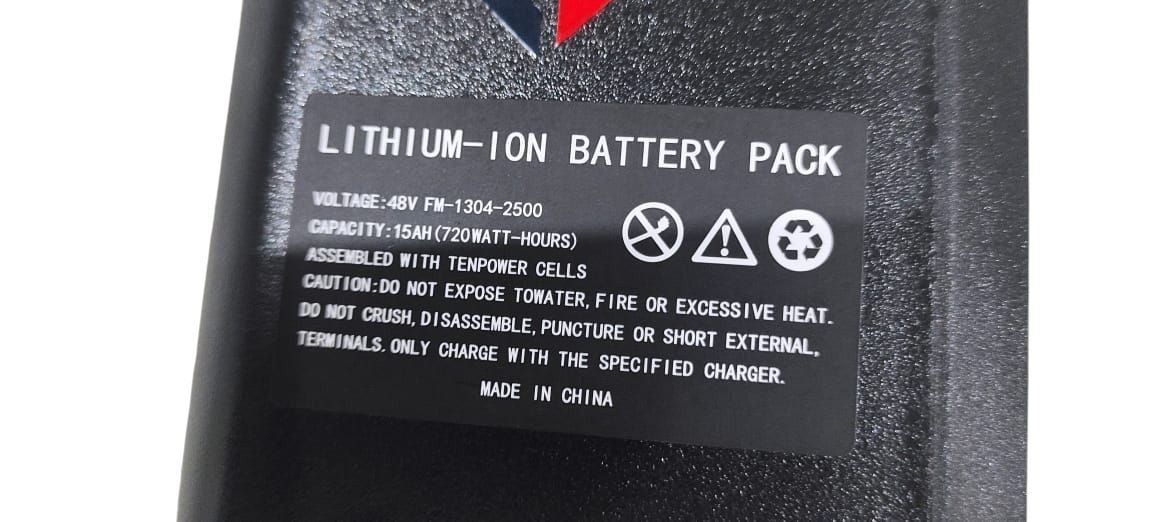 LITHIUM-ION BATTERY PACK
VOLTAGE:48V FM-1304-2500
CAPACITY:15AH(720WATT-HOURS)
ASSEMBLED WITH TENPOWER CELLS
CAUTION:DO NOT EXPOSE TOWATER,FIRE OR EXCESSIVE HEAT.
DO NOT CRUSH,DISASSEMBLE,PUNCTURE OR SHORT EXTERNAL,
TERMINALS.ONLY CHARGE WITH THE SPECIFIED CHARGER.
MADE IN CHINA